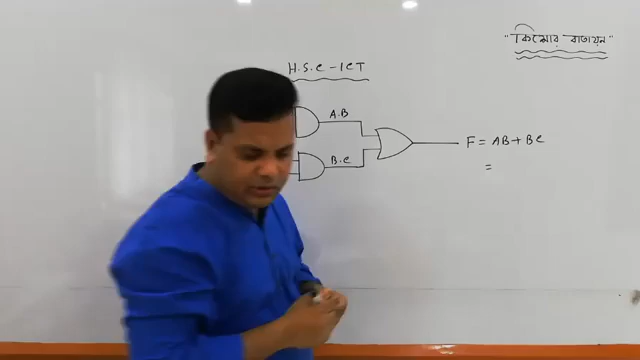 "কিশোর বাতায়ন"
H.S.C - ICT
A.B
B.C
F = AB + BC
=